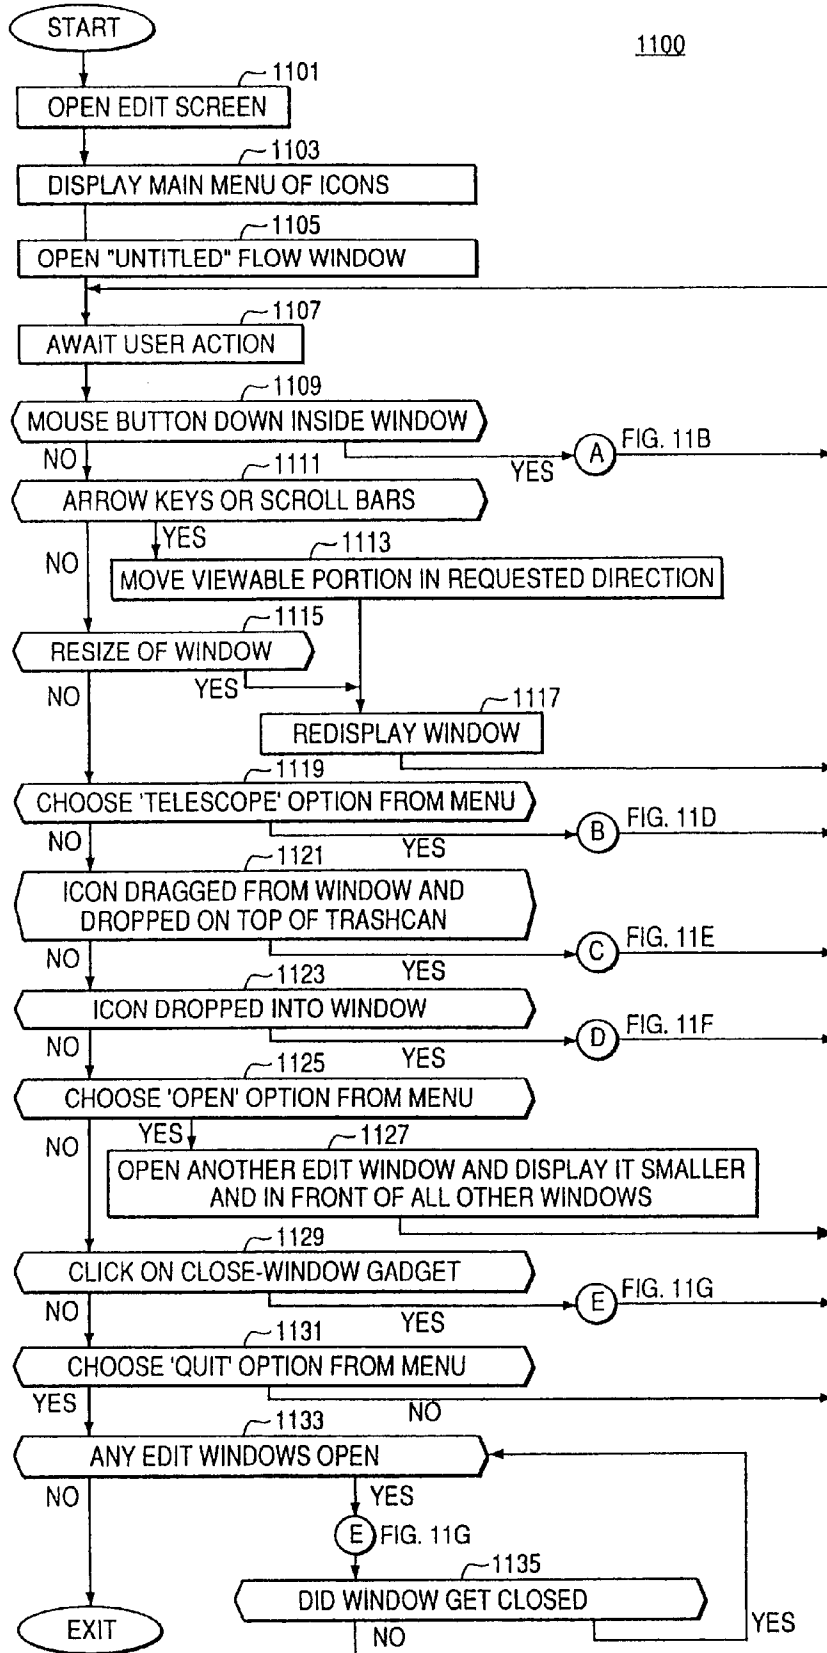 START
1100
1101
OPEN EDIT SCREEN
1103
DISPLAY MAIN MENU OF ICONS
1105
OPEN "UNTITLED" FLOW WINDOW
1107
AWAIT USER ACTION
1109
MOUSE BUTTON DOWN INSIDE WINDOW
NO
YES
A
FIG. 11B
1111
ARROW KEYS OR SCROLL BARS
YES
NO
1113
MOVE VIEWABLE PORTION IN REQUESTED DIRECTION
1115
RESIZE OF WINDOW
NO
YES
1117
REDISPLAY WINDOW
1119
CHOOSE 'TELESCOPE' OPTION FROM MENU
NO
YES
B
FIG. 11D
1121
ICON DRAGGED FROM WINDOW AND
DROPPED ON TOP OF TRASHCAN
NO
YES
C
FIG. 11E
1123
ICON DROPPED INTO WINDOW
NO
YES
D
FIG. 11F
1125
CHOOSE 'OPEN' OPTION FROM MENU
NO
YES
1127
OPEN ANOTHER EDIT WINDOW AND DISPLAY IT SMALLER
AND IN FRONT OF ALL OTHER WINDOWS
1129
CLICK ON CLOSE-WINDOW GADGET
NO
YES
E
FIG. 11G
1131
CHOOSE 'QUIT' OPTION FROM MENU
YES
NO
1133
ANY EDIT WINDOWS OPEN
NO
YES
E FIG. 11G
1135
DID WINDOW GET CLOSED
YES
NO
EXIT